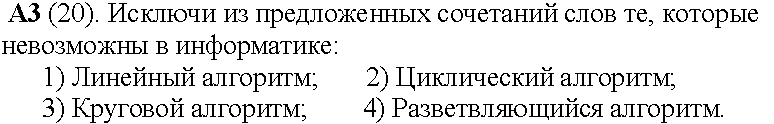 А3 (20). Исключи из предложенных сочетаний слов те, которые
невозможны в информатике:
1) Линейный алгоритм; 2) Циклический алгоритм;
3) Круговой алгоритм; 4) Разветвляющийся алгоритм.